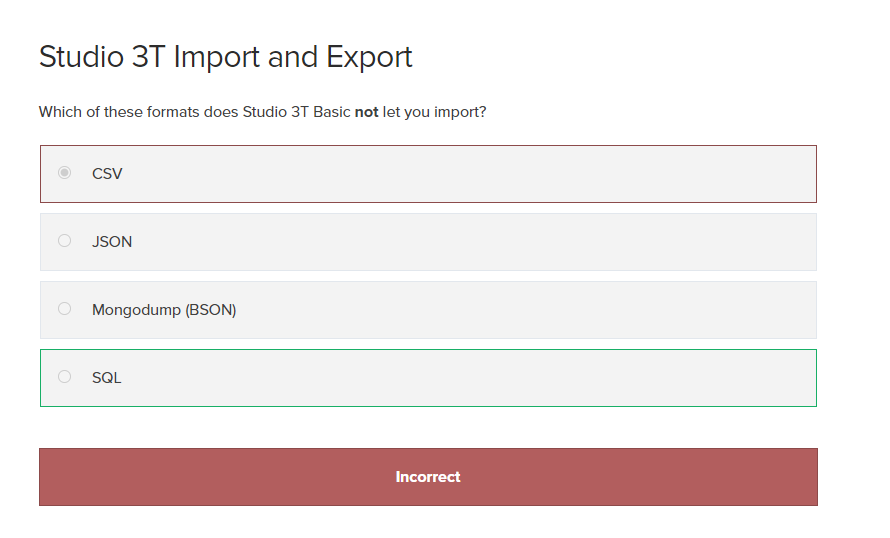 Studio 3T Import and Export
Which of these formats does Studio 3T Basic not let you import?
CSV
JSON
Mongodump (BSON)
SQL
Incorrect